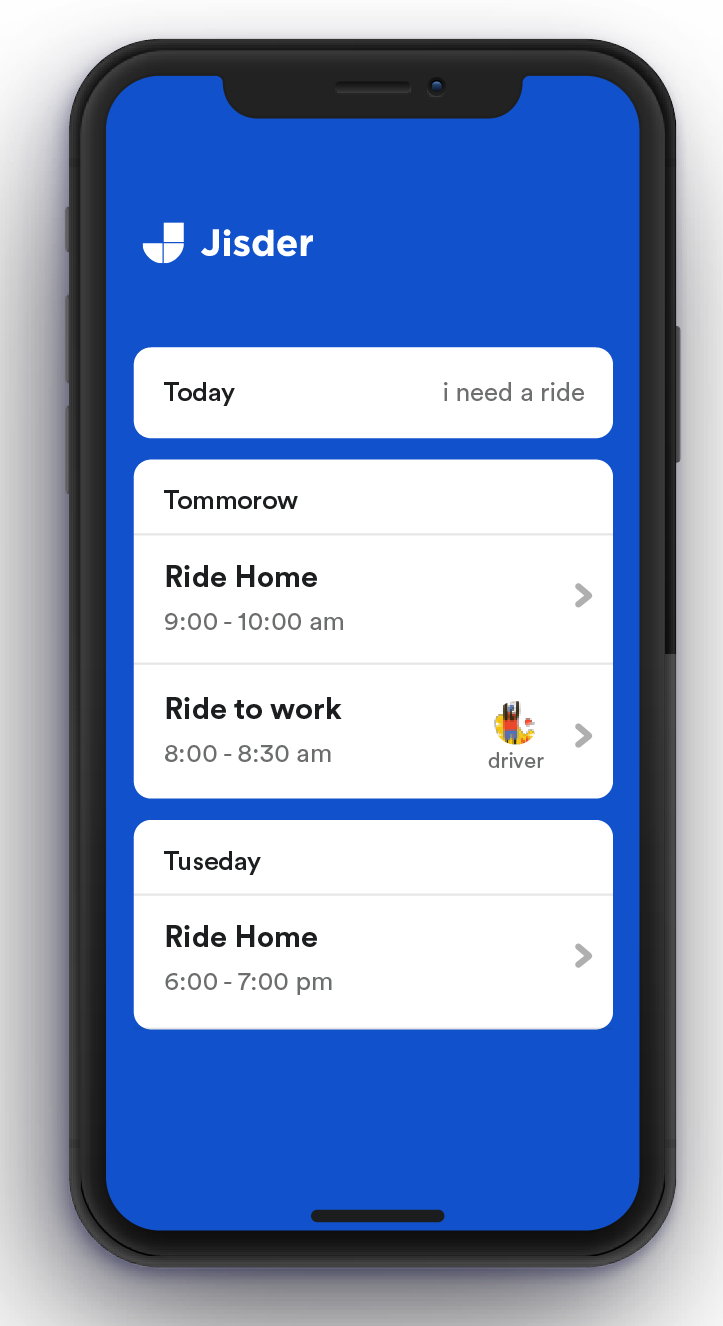 Jisder
Today i need a ride
Tommorow
Ride Home
9:00 - 10:00 am
Ride to work
8:00 - 8:30 am
driver
Tuseday
Ride Home
6:00 - 7:00 pm